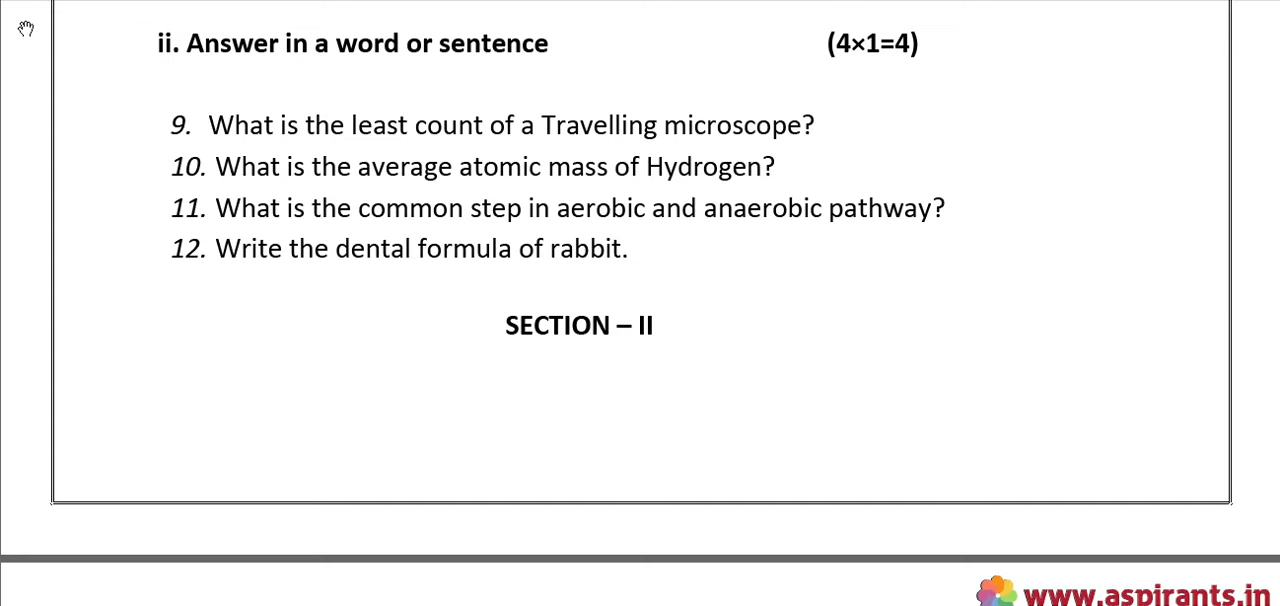 ii. Answer in a word or sentence (4×1=4)
9. What is the least count of a Travelling microscope?
10. What is the average atomic mass of Hydrogen?
11. What is the common step in aerobic and anaerobic pathway?
12. Write the dental formula of rabbit.
SECTION – II
www.aspirants.in